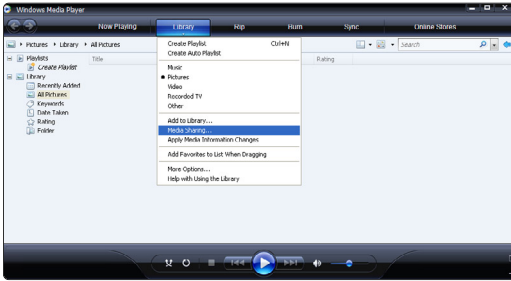 Windows Media Player
Now Playing Library Rip Burn Sync Online Stores
Pictures Library All Pictures
Search
Playlists
Create Playlist
Library
Recently Added
All Pictures
Keywords
Date Taken
Rating
Folder
Title
Rating
Create Playlist Ctrl+N
Create Auto Playlist
Music
Pictures
Video
Recorded TV
Other
Add to Library...
Media Sharing...
Apply Media Information Changes
Add Favorites to List When Dragging
More Options...
Help with Using the Library